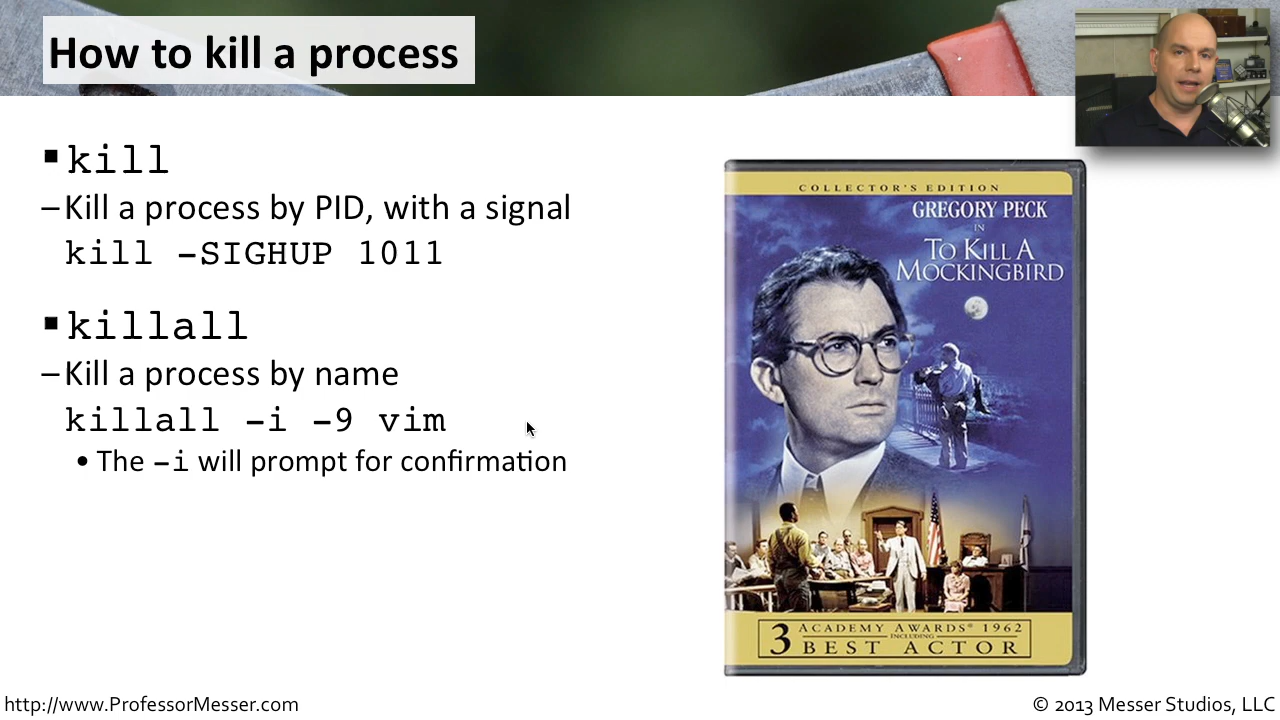 How to kill a process
▪ kill
– Kill a process by PID, with a signal
kill -SIGHUP 1011
▪ killall
– Kill a process by name
killall -i -9 vim
• The -i will prompt for confirmation
COLLECTOR'S EDITION
GREGORY PECK
IN
TO KILL A
MOCKINGBIRD
3 ACADEMY AWARDS® 1962
INCLUDING
BEST ACTOR
http://www.ProfessorMesser.com
© 2013 Messer Studios, LLC